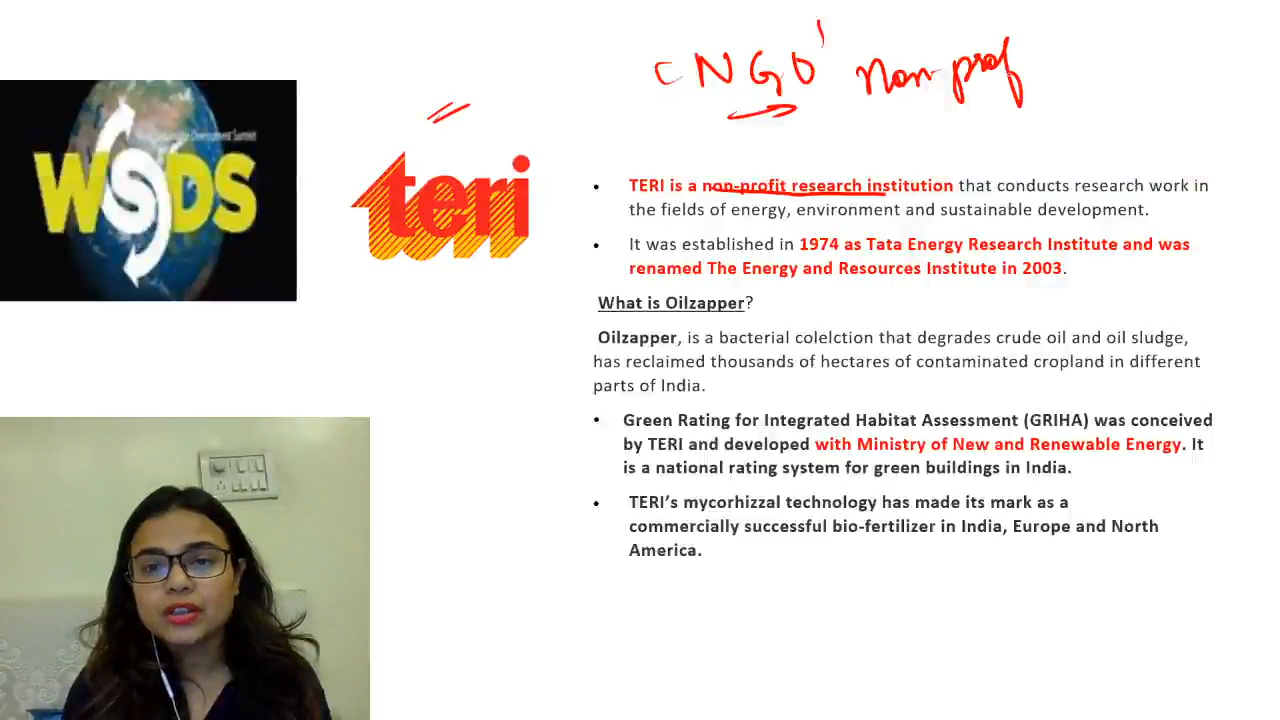 NGO' non-prof
WSDS
teri
• TERI is a non-profit research institution that conducts research work in
the fields of energy, environment and sustainable development.
• It was established in 1974 as Tata Energy Research Institute and was
renamed The Energy and Resources Institute in 2003.
What is Oilzapper?
Oilzapper, is a bacterial colelction that degrades crude oil and oil sludge,
has reclaimed thousands of hectares of contaminated cropland in different
parts of India.
• Green Rating for Integrated Habitat Assessment (GRIHA) was conceived
by TERI and developed with Ministry of New and Renewable Energy. It
is a national rating system for green buildings in India.
• TERI’s mycorhizzal technology has made its mark as a
commercially successful bio-fertilizer in India, Europe and North
America.